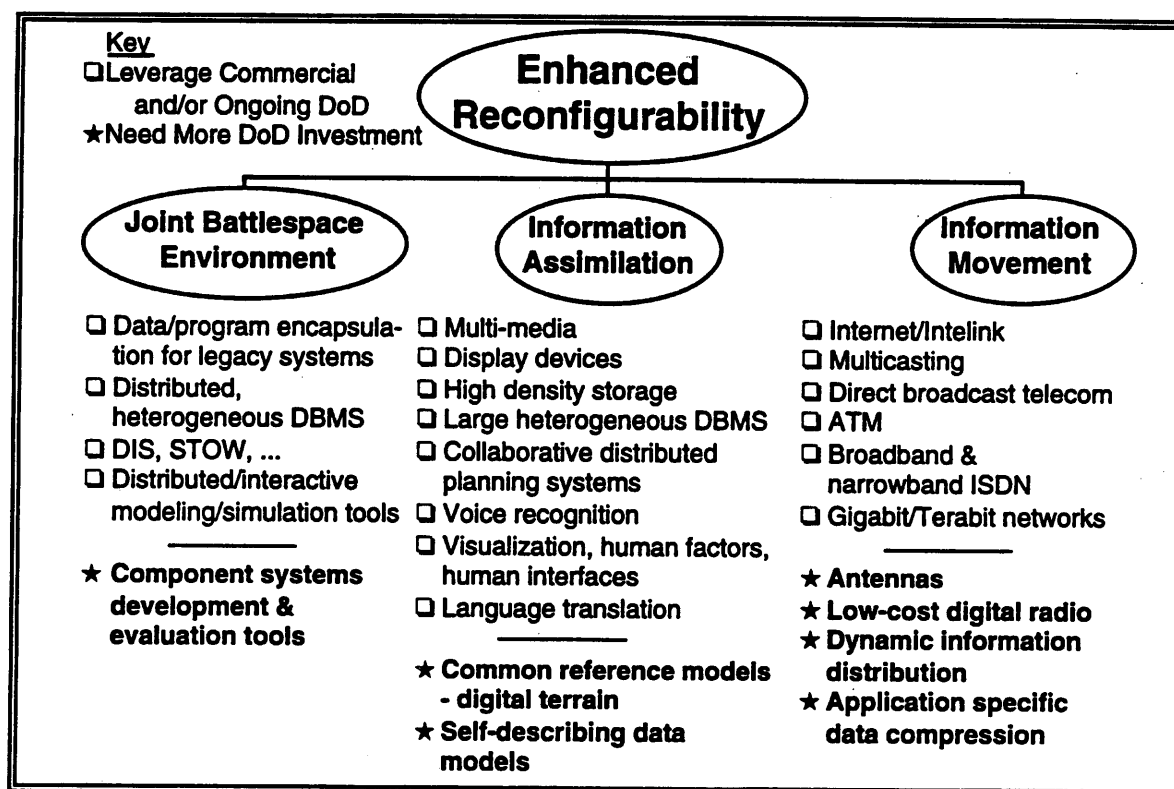 Key
❏Leverage Commercial
and/or Ongoing DoD
★Need More DoD Investment
Enhanced
Reconfigurability
Joint Battlespace
Environment
❏ Data/program encapsula-
tion for legacy systems
❏ Distributed,
heterogeneous DBMS
❏ DIS, STOW, ...
❏ Distributed/interactive
modeling/simulation tools
★ Component systems
development &
evaluation tools
Information
Assimilation
❏ Multi-media
❏ Display devices
❏ High density storage
❏ Large heterogeneous DBMS
❏ Collaborative distributed
planning systems
❏ Voice recognition
❏ Visualization, human factors,
human interfaces
❏ Language translation
★ Common reference models
- digital terrain
★ Self-describing data
models
Information
Movement
❏ Internet/Intelink
❏ Multicasting
❏ Direct broadcast telecom
❏ ATM
❏ Broadband &
narrowband ISDN
❏ Gigabit/Terabit networks
★ Antennas
★ Low-cost digital radio
★ Dynamic information
distribution
★ Application specific
data compression